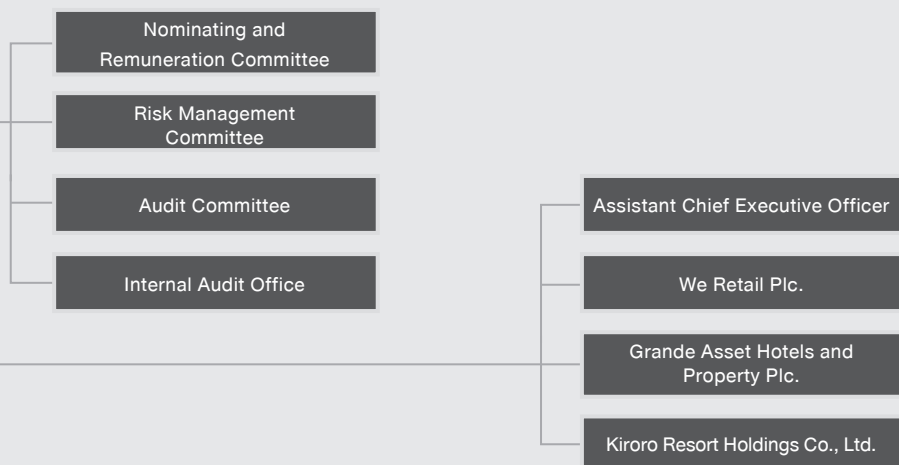 Nominating and
Remuneration Committee
Risk Management
Committee
Audit Committee
Internal Audit Office
Assistant Chief Executive Officer
We Retail Plc.
Grande Asset Hotels and
Property Plc.
Kiroro Resort Holdings Co., Ltd.